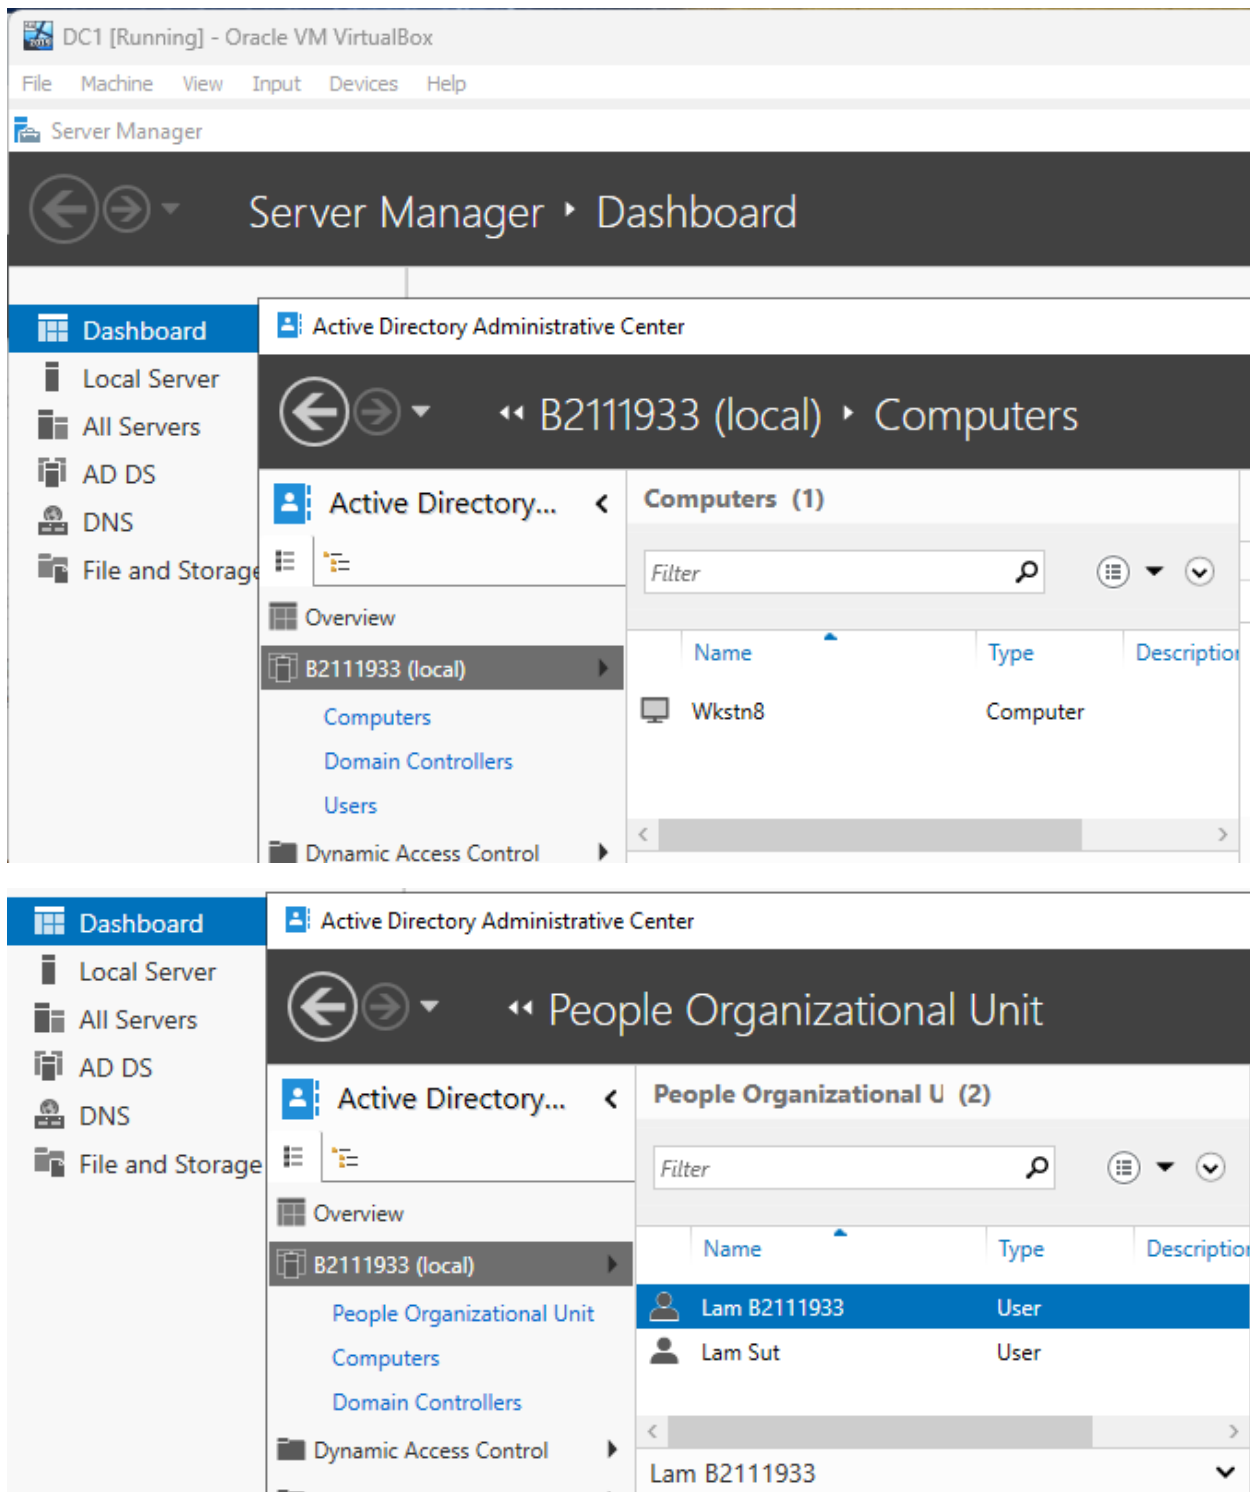 DC1 [Running] - Oracle VM VirtualBox
File Machine View Input Devices Help
Server Manager
Server Manager Dashboard
Dashboard
Local Server
All Servers
AD DS
DNS
File and Storage
Active Directory Administrative Center
B2111933 (local) Computers
Active Directory...
Overview
B2111933 (local)
Computers
Domain Controllers
Users
Dynamic Access Control
Computers (1)
Filter
Name Type Description
Wkstn8 Computer
Dashboard
Local Server
All Servers
AD DS
DNS
File and Storage
Active Directory Administrative Center
People Organizational Unit
Active Directory...
Overview
B2111933 (local)
People Organizational Unit
Computers
Domain Controllers
Dynamic Access Control
People Organizational U (2)
Filter
Name Type Description
Lam B2111933 User
Lam Sut User
Lam B2111933